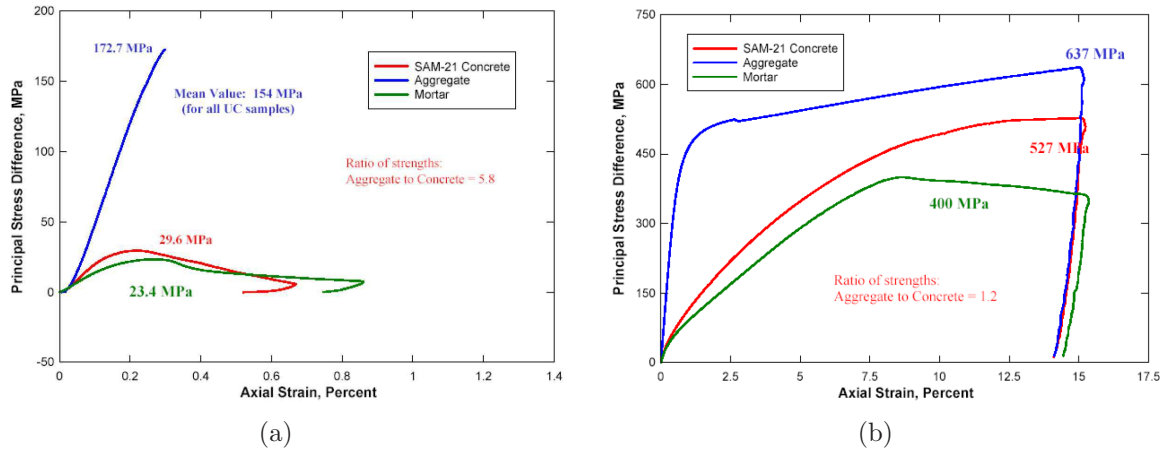 200
150
100
50
0
-50
Principal Stress Difference, MPa
172.7 MPa
Mean Value: 154 MPa
(for all UC samples)
SAM-21 Concrete
Aggregate
Mortar
Ratio of strengths:
Aggregate to Concrete = 5.8
29.6 MPa
23.4 MPa
0 0.2 0.4 0.6 0.8 1 1.2 1.4
Axial Strain, Percent
(a)
750
600
450
300
150
0
Principal Stress Difference, MPa
SAM-21 Concrete
Aggregate
Mortar
637 MPa
527 MPa
400 MPa
Ratio of strengths:
Aggregate to Concrete = 1.2
0 2.5 5 7.5 10 12.5 15 17.5
Axial Strain, Percent
(b)